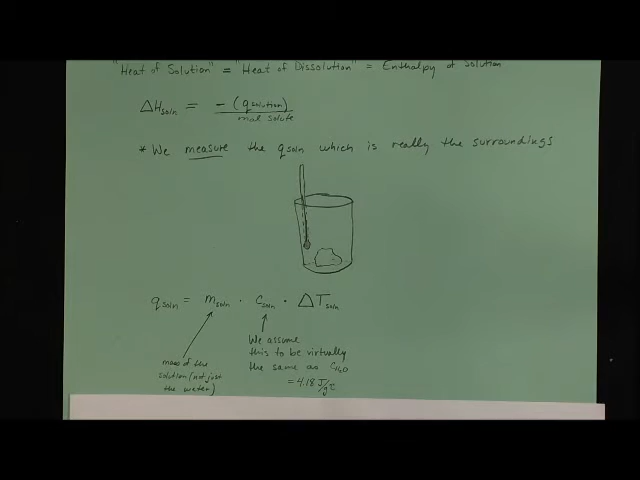 "Heat of Solution" = "Heat of Dissolution" = Enthalpy of Solution
ΔHsoln = -(qsolution)
mol solute
* We measure the qsoln which is really the surroundings
qsoln = msoln · Csoln · ΔTsoln
mass of the
solution (not just
the water)
We assume
this to be virtually
the same as CH2O
= 4.18 J/g°C